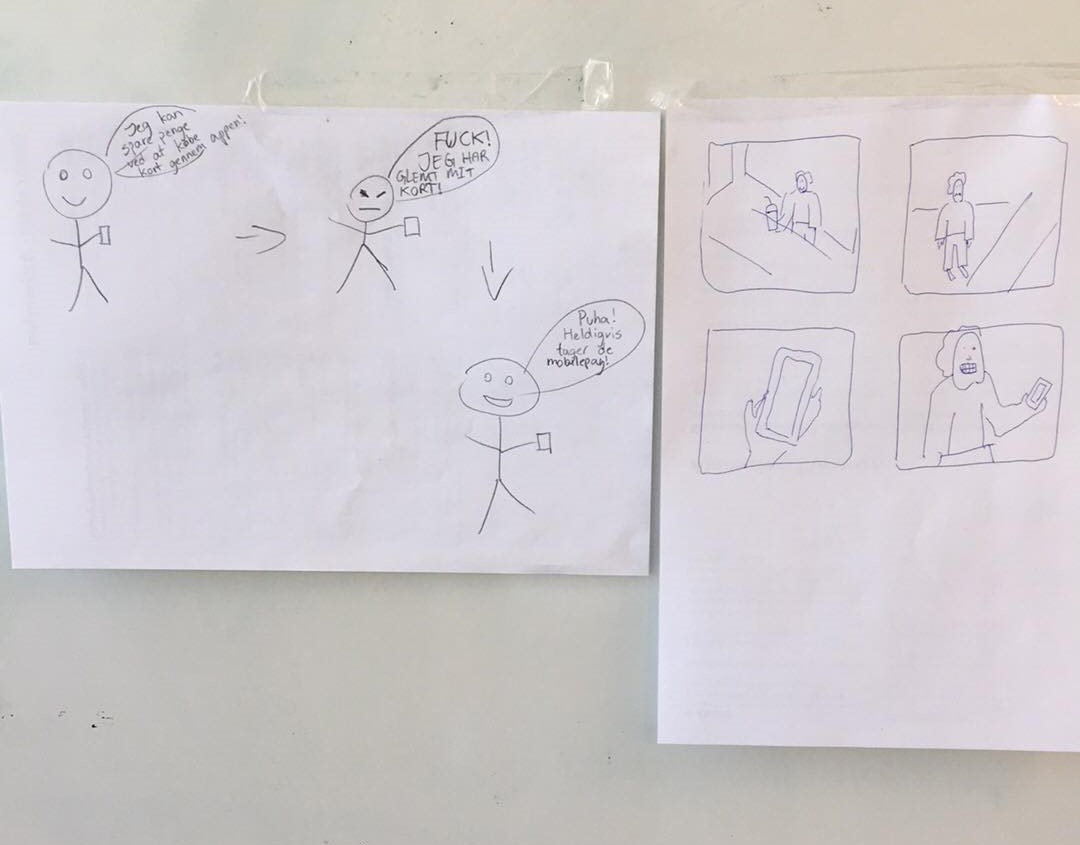 Jeg kan
spare penge
ved at købe
kort gennem appen!
FUCK!
JEG HAR
GLEMT MIT
KORT!
Puha!
Heldigvis
tager de
mobilepay!